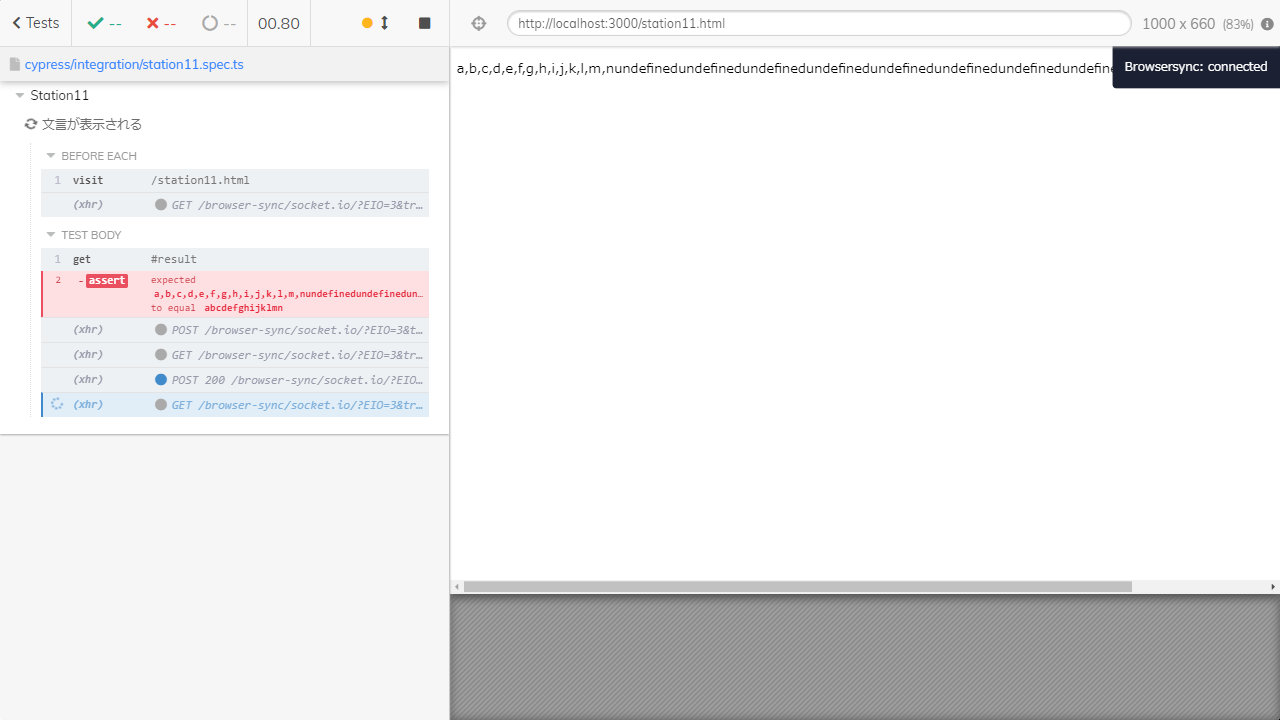 Tests -- -- -- 00.80 http://localhost:3000/station11.html 1000 x 660 (83%)
cypress/integration/station11.spec.ts
Station11
文言が表示される
BEFORE EACH
1 visit /station11.html
(xhr) GET /browser-sync/socket.io/?EIO=3&tr…
TEST BODY
1 get #result
2 - assert expected
a,b,c,d,e,f,g,h,i,j,k,l,m,nundefinedundefinedun…
to equal abcdefghijklmn
(xhr) POST /browser-sync/socket.io/?EIO=3&t…
(xhr) GET /browser-sync/socket.io/?EIO=3&tr…
(xhr) POST 200 /browser-sync/socket.io/?EIO…
(xhr) GET /browser-sync/socket.io/?EIO=3&tr…
a,b,c,d,e,f,g,h,i,j,k,l,m,nundefinedundefinedundefinedundefinedundefinedundefinedundefinedundefine
Browsersync: connected